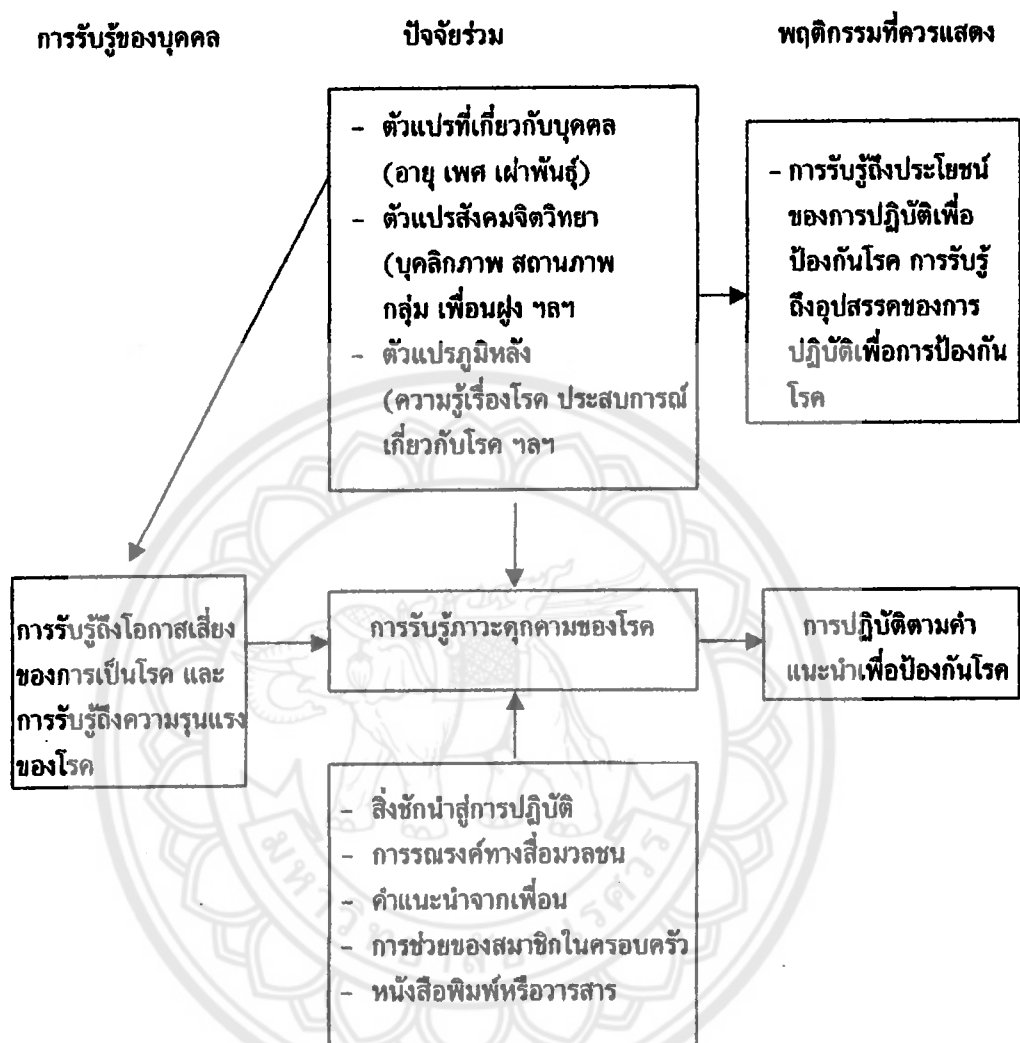 การรับรู้ของบุคคล
ปัจจัยร่วม
พฤติกรรมที่ควรแสดง
- ตัวแปรที่เกี่ยวกับบุคคล
(อายุ เพศ เผ่าพันธุ์)
- ตัวแปรสังคมจิตวิทยา
(บุคลิกภาพ สถานภาพ
กลุ่ม เพื่อนฝูง ฯลฯ
- ตัวแปรภูมิหลัง
(ความรู้เรื่องโรค ประสบการณ์
เกี่ยวกับโรค ฯลฯ
- การรับรู้ถึงประโยชน์
ของการปฏิบัติเพื่อ
ป้องกันโรค การรับรู้
ถึงอุปสรรคของการ
ปฏิบัติเพื่อการป้องกัน
โรค
การรับรู้ถึงโอกาสเสี่ยง
ของการเป็นโรค และ
การรับรู้ถึงความรุนแรง
ของโรค
การรับรู้ภาวะคุกคามของโรค
การปฏิบัติตามคำ
แนะนำเพื่อป้องกันโรค
- สิ่งชักนำสู่การปฏิบัติ
- การรณรงค์ทางสื่อมวลชน
- คำแนะนำจากเพื่อน
- การช่วยของสมาชิกในครอบครัว
- หนังสือพิมพ์หรือวารสาร
มหาวิทยาลัยนเรศวร